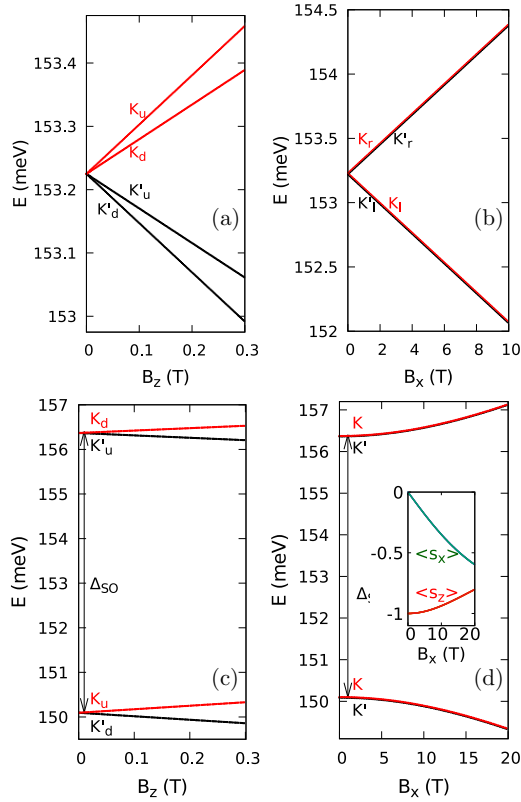 153.4
153.3
153.2
153.1
153
E (meV)
K_u
K_d
K'_u
K'_d
(a)
0
0.1
0.2
0.3
B_z (T)
154.5
154
153.5
153
152.5
152
E (meV)
K_r
K'_r
K'_l
K_l
(b)
0
2
4
6
8
10
B_x (T)
157
156
155
154
153
152
151
150
E (meV)
K_d
K'_u
Δ_SO
K_u
K'_d
(c)
0
0.1
0.2
0.3
B_z (T)
157
156
155
154
153
152
151
150
E (meV)
K
K'
0
-0.5
-1
<s_x>
<s_z>
0
20
B_x (T)
K
K'
(d)
0
5
10
15
20
B_x (T)